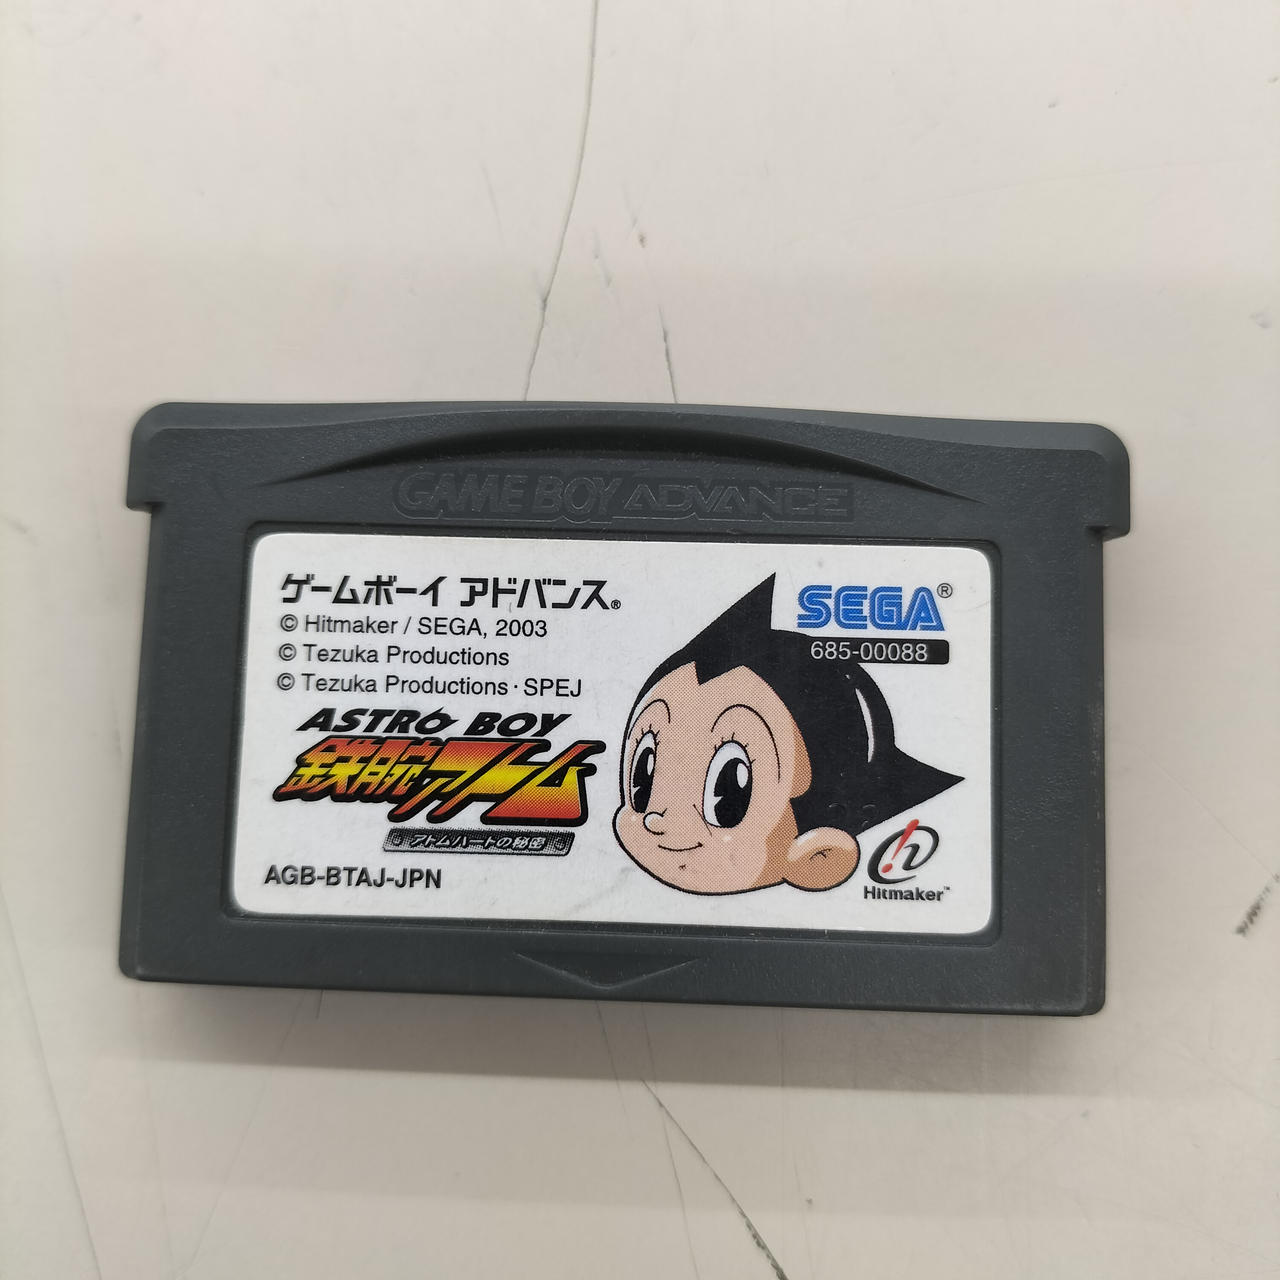 GAME BOY ADVANCE
ゲームボーイ アドバンス®
© Hitmaker / SEGA, 2003
© Tezuka Productions
© Tezuka Productions · SPEJ
SEGA®
685-00088
ASTRO BOY
鉄腕アトム
アトムハートの秘密
AGB-BTAJ-JPN
22
Hitmaker™